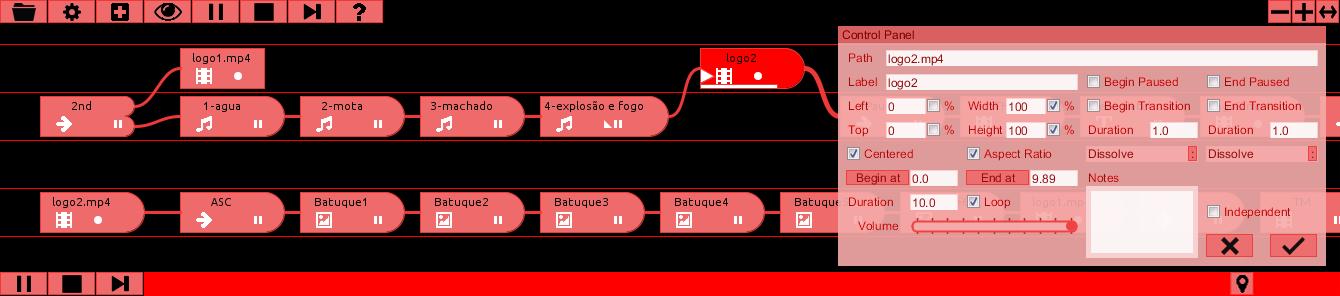 ?
Control Panel
Path logo2.mp4
logo1.mp4
logo2
Label logo2 Begin Paused End Paused
2nd 1-agua 2-mota 3-machado 4-explosão e fogo
Left 0 % Width 100 % Begin Transition End Transition
Top 0 % Height 100 % Duration 1.0 Duration 1.0
Centered Aspect Ratio Dissolve : Dissolve :
Begin at 0.0 End at 9.89 Notes
logo2.mp4 ASC Batuque1 Batuque2 Batuque3 Batuque4 Batuque
Duration 10.0 Loop logo1.mp4 TM
Independent
Volume